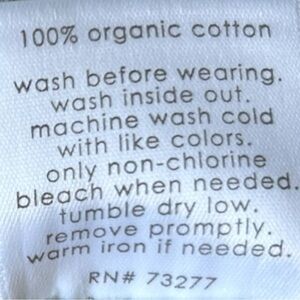 100% organic cotton
wash before wearing.
wash inside out.
machine wash cold
with like colors.
only non-chlorine
bleach when needed.
tumble dry low.
remove promptly.
warm iron if needed.
RN# 73277